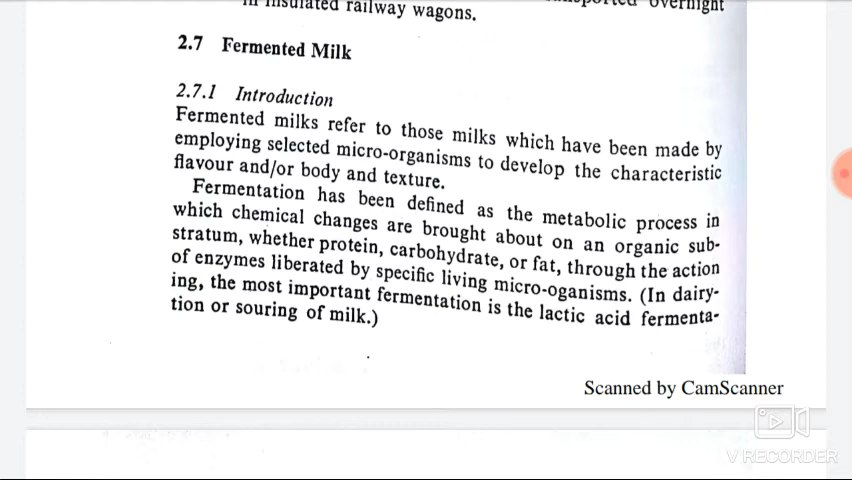 in insulated railway wagons.
overnight
2.7 Fermented Milk
2.7.1 Introduction
Fermented milks refer to those milks which have been made by
employing selected micro-organisms to develop the characteristic
flavour and/or body and texture.
Fermentation has been defined as the metabolic process in
which chemical changes are brought about on an organic sub-
stratum, whether protein, carbohydrate, or fat, through the action
of enzymes liberated by specific living micro-oganisms. (In dairy-
ing, the most important fermentation is the lactic acid fermenta-
tion or souring of milk.)
Scanned by CamScanner
V RECORDER